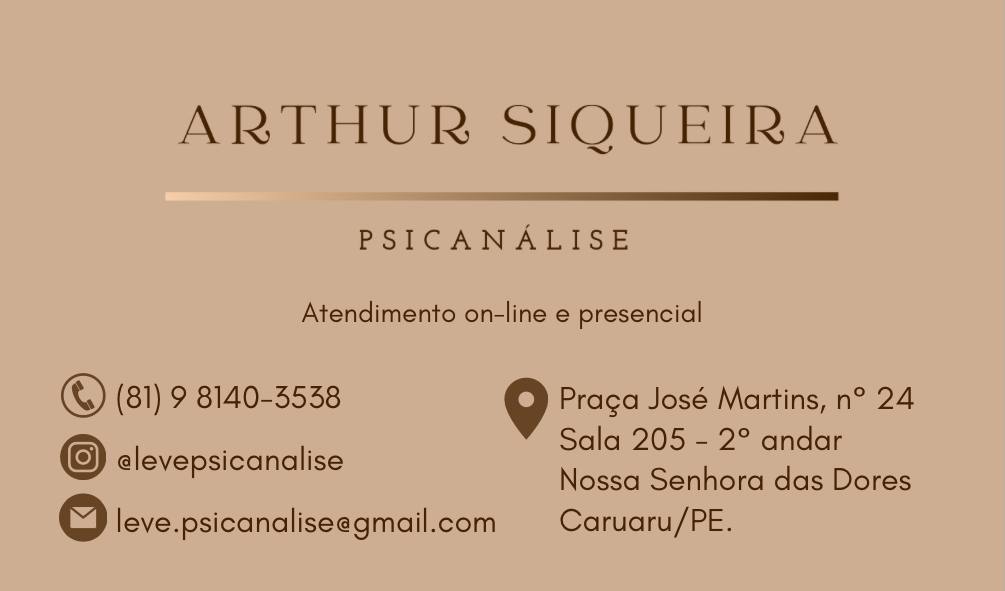 ARTHUR SIQUEIRA
PSICANÁLISE
Atendimento on-line e presencial
(81) 9 8140-3538
@levepsicanalise
leve.psicanalise@gmail.com
Praça José Martins, nº 24
Sala 205 - 2º andar
Nossa Senhora das Dores
Caruaru/PE.